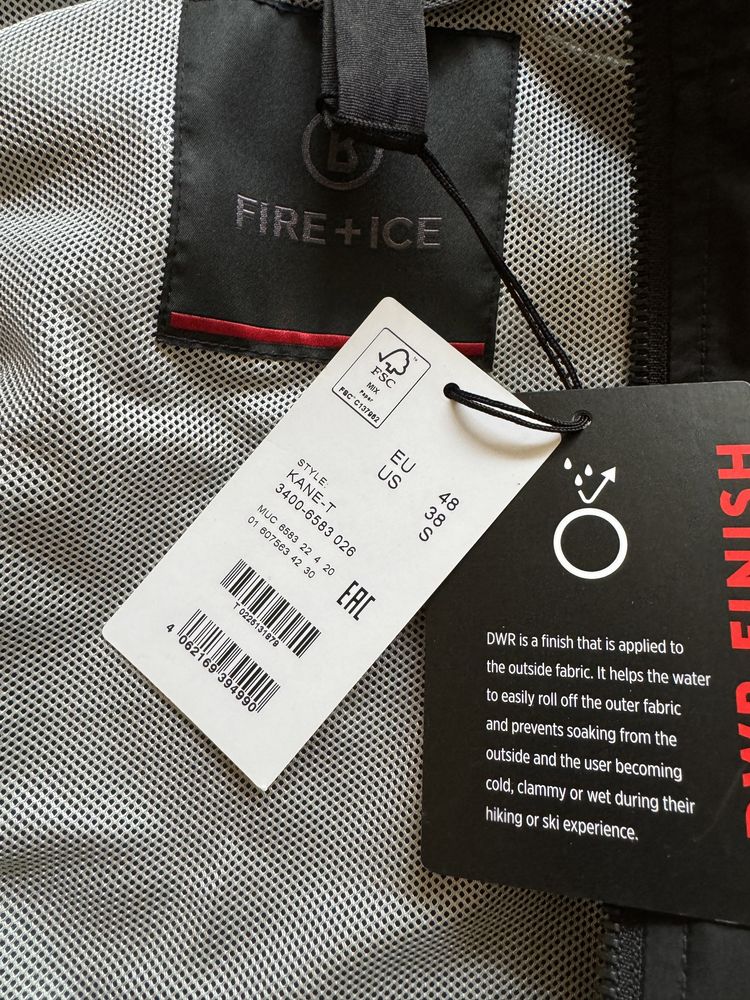 B
FIRE+ICE
FSC
MIX
Paper
FSC® C137982
EU 48
US 38
S
STYLE:
KANE-T
3400-6583 026
MUC 6583 22 4 20
01 607563 42 30
EAC
T 0226131879
4 062169 394990
DWR FINISH
DWR is a finish that is applied to
the outside fabric. It helps the water
to easily roll off the outer fabric
and prevents soaking from the
outside and the user becoming
cold, clammy or wet during their
hiking or ski experience.